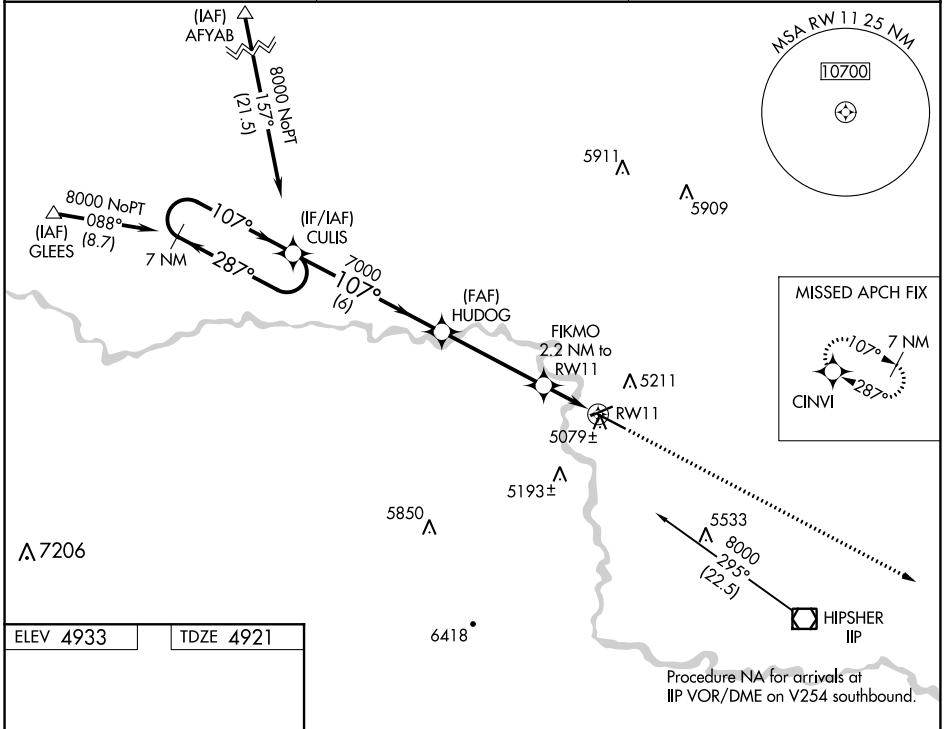 (IAF)
AFYAB
8000 NoPT
157°
(21.5)
MSA RW 11 25 NM
10700
5911
5909
8000 NoPT
088°
(8.7)
(IAF)
GLEES
7 NM
107°
287°
(IF/IAF)
CULIS
7000
107°
(6)
(FAF)
HUDOG
FIKMO
2.2 NM to
RW11
5211
RW11
5079±
5193±
MISSED APCH FIX
107°
7 NM
287°
CINVI
5850
5533
8000
295°
(22.5)
7206
HIPSHER
IIP
6418
ELEV 4933
TDZE 4921
Procedure NA for arrivals at
IIP VOR/DME on V254 southbound.